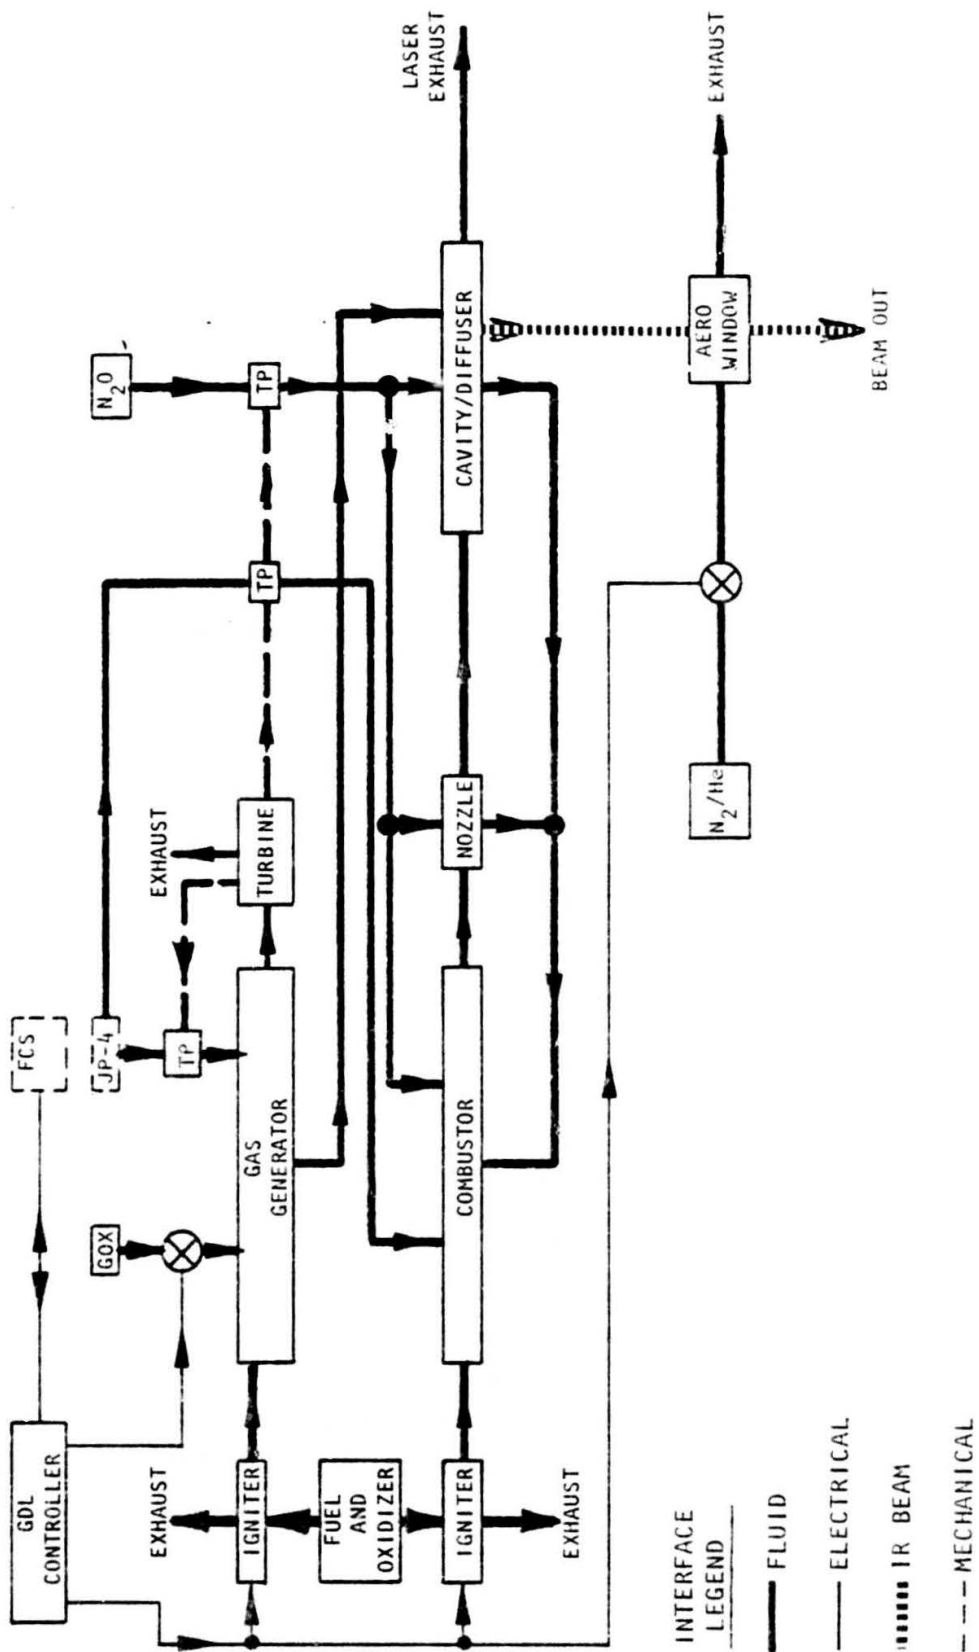 GDL
CONTROLLER
FCS
GOX
JP-4
N2O
EXHAUST
EXHAUST
TP
TP
TP
IGNITER
GAS
GENERATOR
TURBINE
FUEL
AND
OXIDIZER
LASER
EXHAUST
IGNITER
COMBUSTOR
NOZZLE
CAVITY/DIFFUSER
EXHAUST
N2/He
AERO
WINDOW
EXHAUST
BEAM OUT
INTERFACE
LEGEND
FLUID
ELECTRICAL
IR BEAM
MECHANICAL